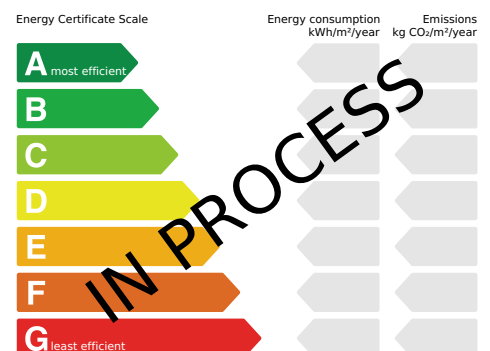 Energy Certificate Scale
Energy consumption
kWh/m²/year
Emissions
kg CO₂/m²/year
A most efficient
B
C
D
E
F
G least efficient
IN PROCESS